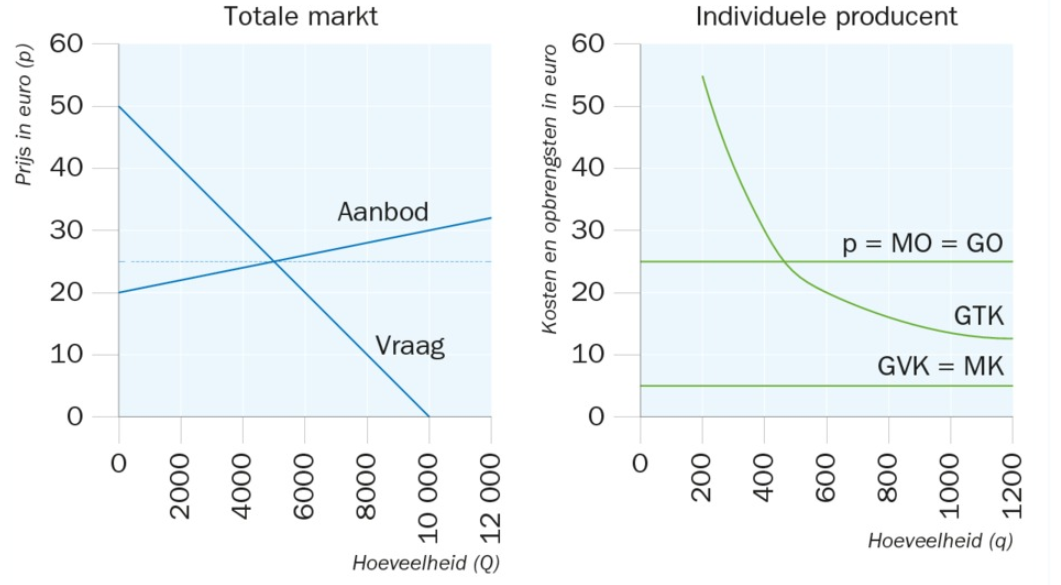 Totale markt
Prijs in euro (p)
60
50
40
30
20
10
0
Aanbod
Vraag
0
2000
4000
6000
8000
10 000
12 000
Hoeveelheid (Q)
Individuele producent
Kosten en opbrengsten in euro
60
50
40
30
20
10
0
p = MO = GO
GTK
GVK = MK
0
200
400
600
800
1000
1200
Hoeveelheid (q)